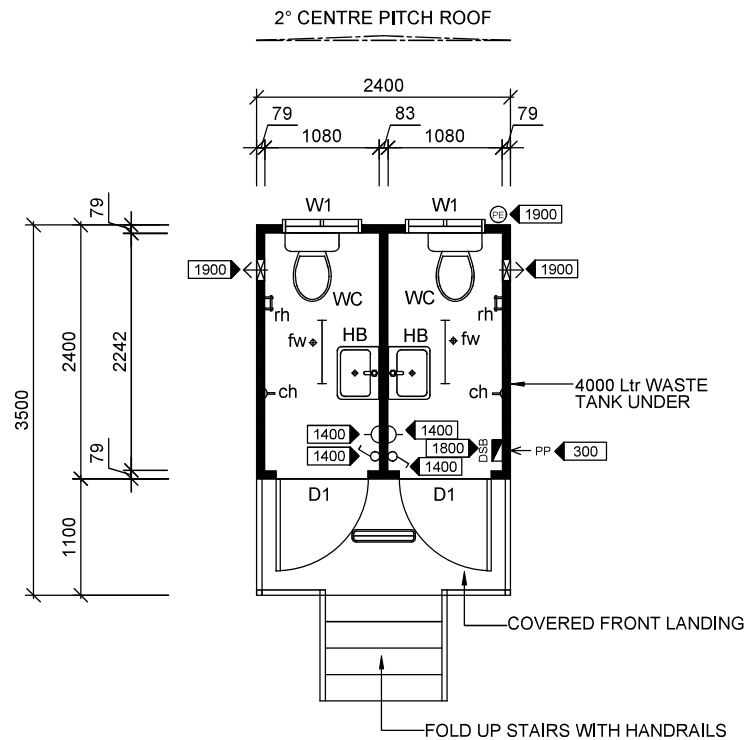 2° CENTRE PITCH ROOF
2400
79 83 79
1080 1080
79
W1 W1
PE 1900
1900 1900
WC WC
rh rh
2400
2242
3500
fw fw
HB HB
ch ch
4000 Ltr WASTE
TANK UNDER
1400 1400
1800 DSB PP 300
1400 1400
79
D1 D1
1100
COVERED FRONT LANDING
FOLD UP STAIRS WITH HANDRAILS